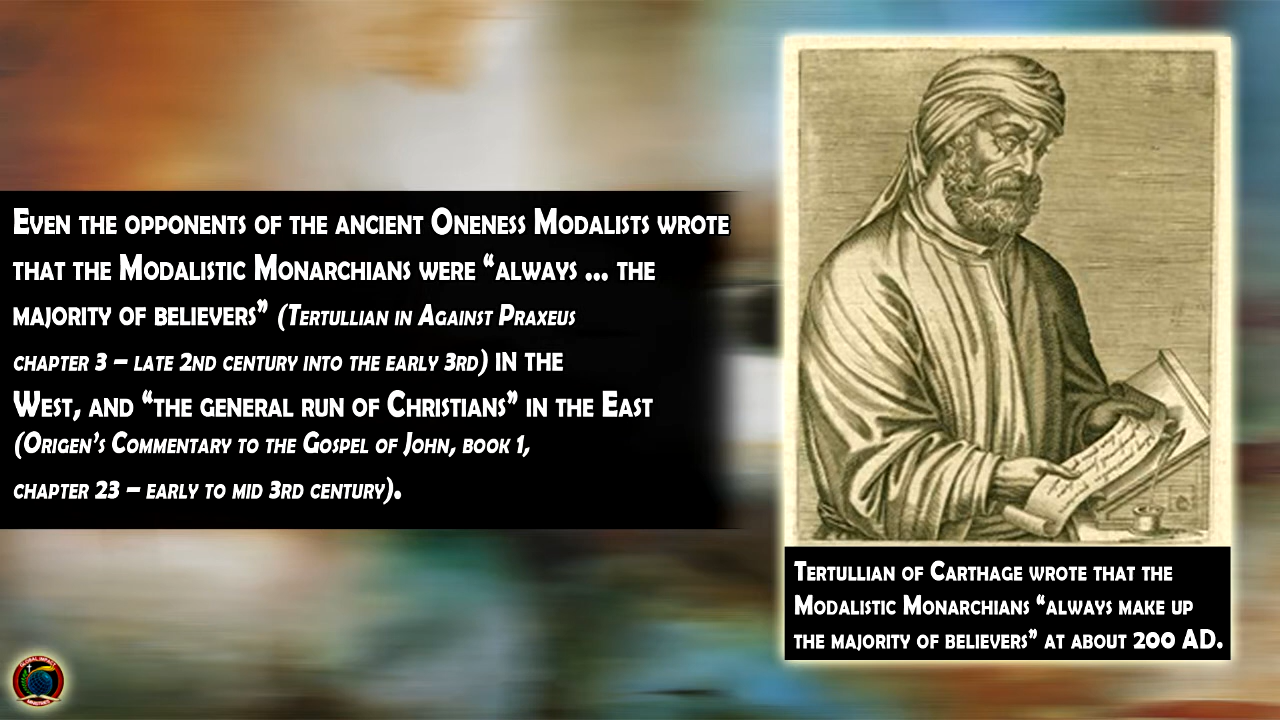 Even the opponents of the ancient Oneness Modalists wrote
that the Modalistic Monarchians were “always ... the
majority of believers” (Tertullian in Against Praxeus
chapter 3 – late 2nd century into the early 3rd) in the
West, and “the general run of Christians” in the East
(Origen’s Commentary to the Gospel of John, book 1,
chapter 23 – early to mid 3rd century).
Tertullian of Carthage wrote that the
Modalistic Monarchians “always make up
the majority of believers” at about 200 AD.
Global Impact
Ministries